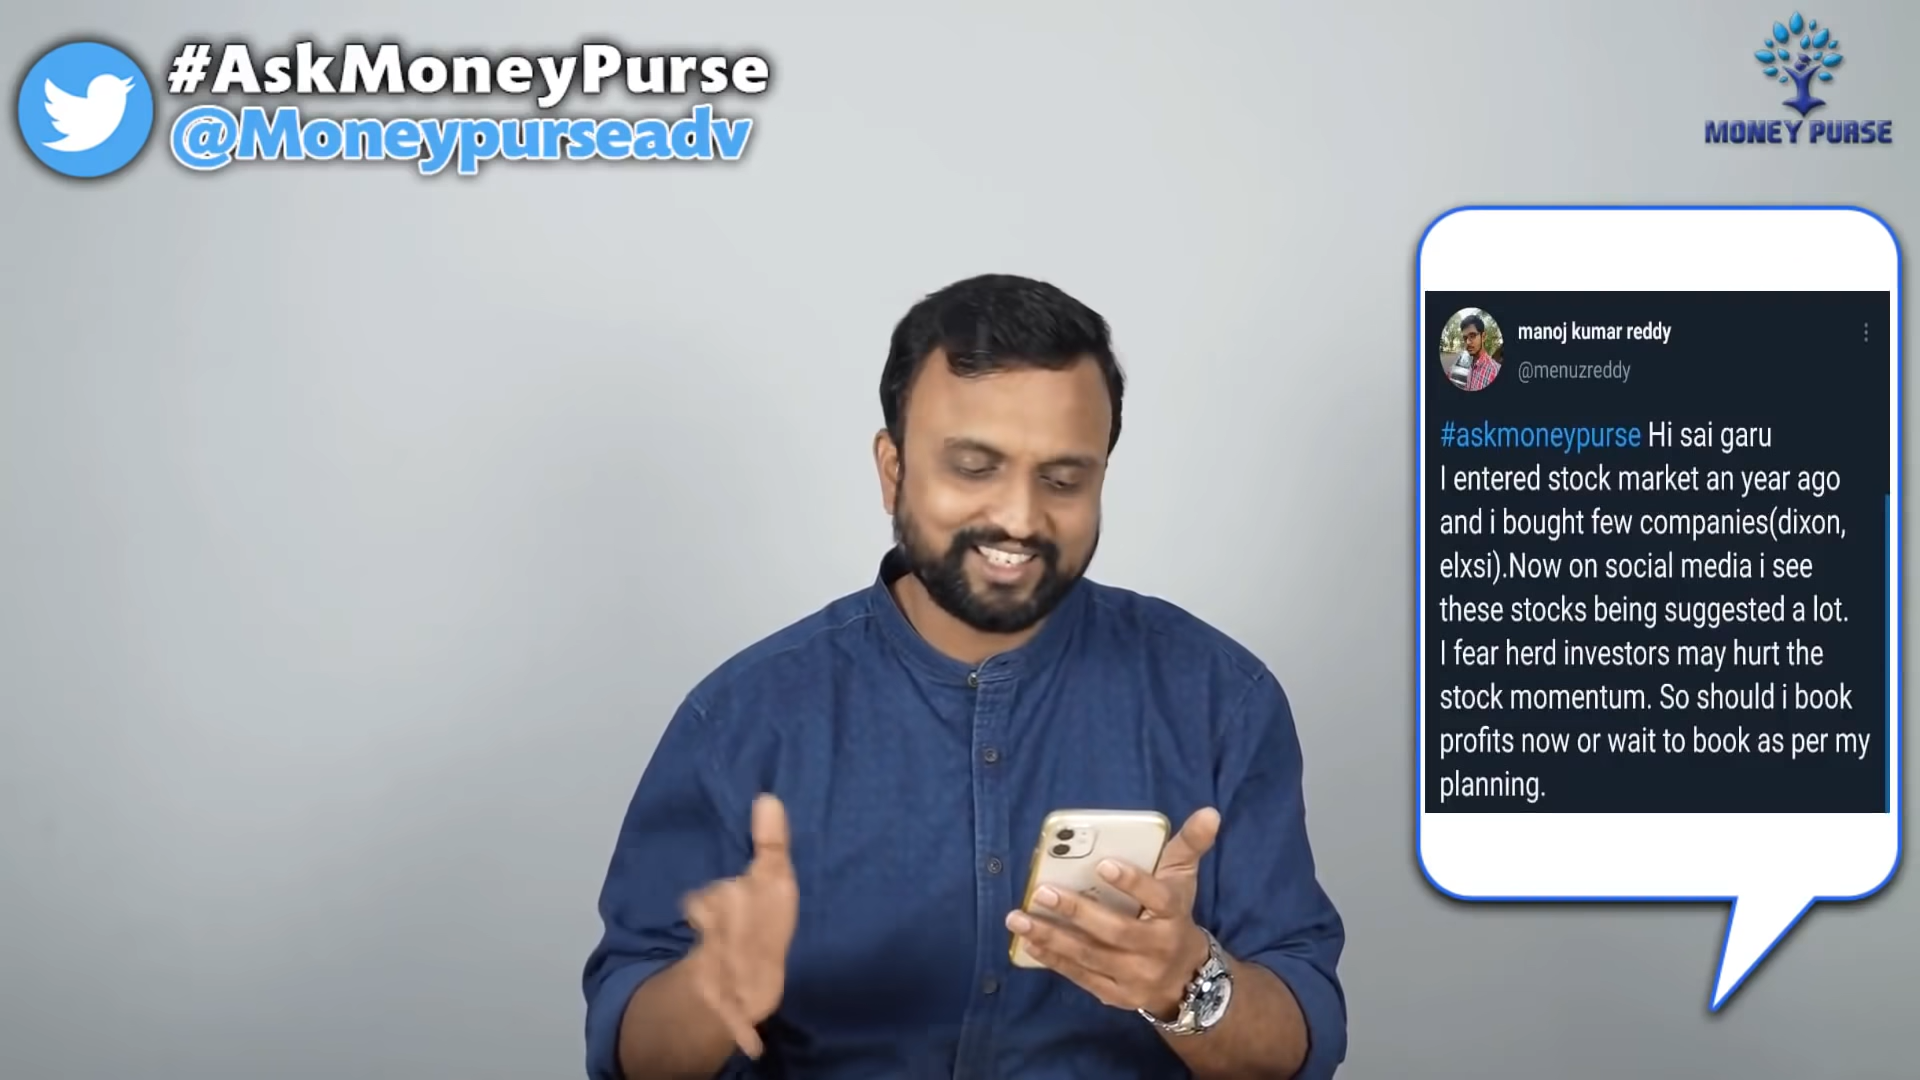 #AskMoneyPurse
@Moneypurseadv
MONEY PURSE
manoj kumar reddy
@menuzreddy
#askmoneypurse Hi sai garu
I entered stock market an year ago
and i bought few companies(dixon,
elxsi).Now on social media i see
these stocks being suggested a lot.
I fear herd investors may hurt the
stock momentum. So should i book
profits now or wait to book as per my
planning.